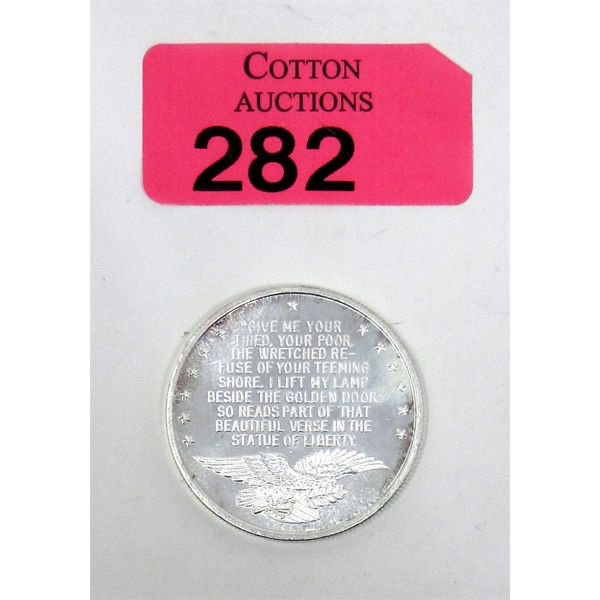 COTTON
AUCTIONS
282
"GIVE ME YOUR
TIRED, YOUR POOR,
THE WRETCHED RE-
FUSE OF YOUR TEEMING
SHORE. I LIFT MY LAMP
BESIDE THE GOLDEN DOOR"
SO READS PART OF THAT
BEAUTIFUL VERSE IN THE
STATUE OF LIBERTY.